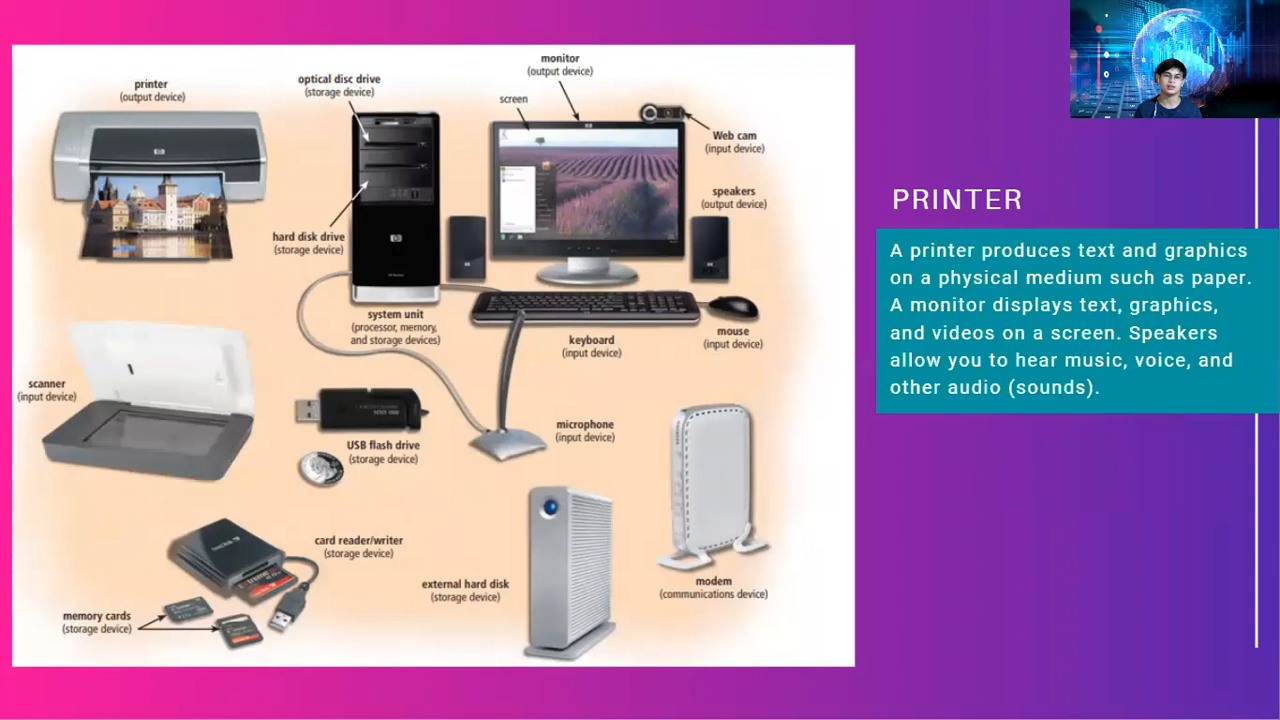 printer
(output device)
optical disc drive
(storage device)
monitor
(output device)
screen
Web cam
(input device)
speakers
(output device)
hard disk drive
(storage device)
system unit
(processor, memory,
and storage devices)
keyboard
(input device)
mouse
(input device)
scanner
(input device)
USB flash drive
(storage device)
microphone
(input device)
card reader/writer
(storage device)
external hard disk
(storage device)
modem
(communications device)
memory cards
(storage device)
PRINTER
A printer produces text and graphics
on a physical medium such as paper.
A monitor displays text, graphics,
and videos on a screen. Speakers
allow you to hear music, voice, and
other audio (sounds).